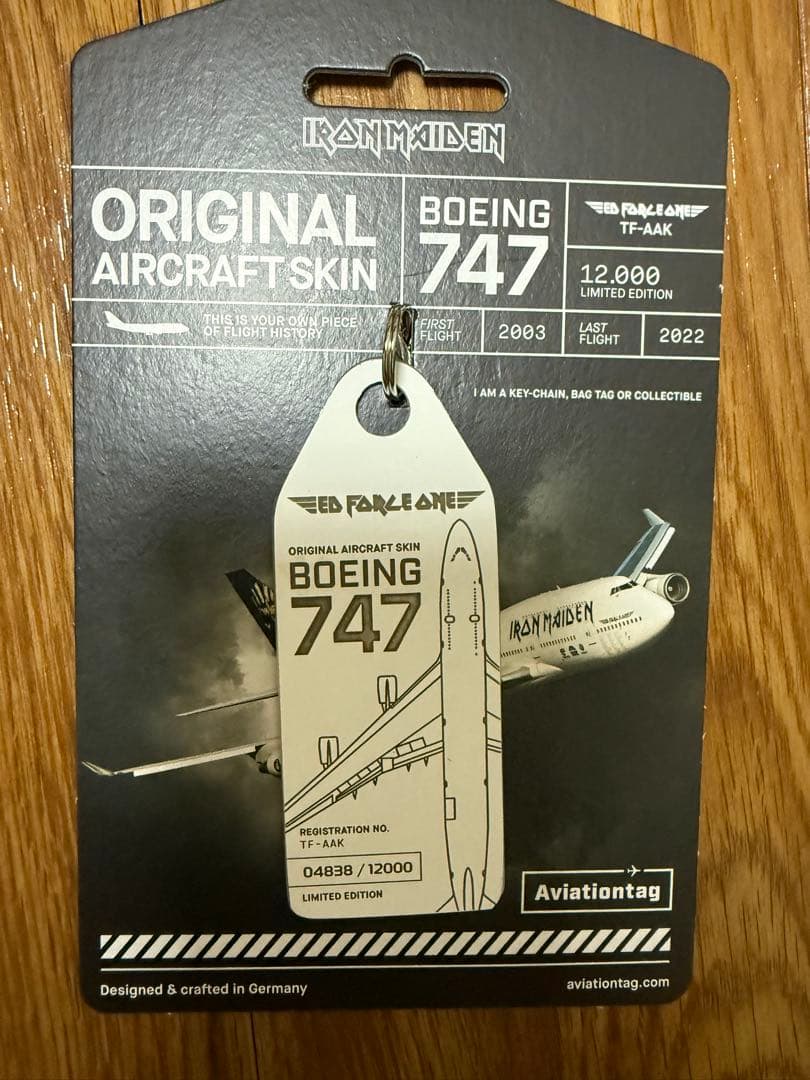 IRON MAIDEN
ORIGINAL
AIRCRAFT SKIN
BOEING
747
ED FORCE ONE
TF-AAK
12.000
LIMITED EDITION
THIS IS YOUR OWN PIECE
OF FLIGHT HISTORY
FIRST
FLIGHT
2003
LAST
FLIGHT
2022
I AM A KEY-CHAIN, BAG TAG OR COLLECTIBLE
ED FORCE ONE
ORIGINAL AIRCRAFT SKIN
BOEING
747
IRON MAIDEN
ED FORCE ONE
REGISTRATION NO.
TF-AAK
04838 / 12000
LIMITED EDITION
Aviationtag
Designed & crafted in Germany
aviationtag.com